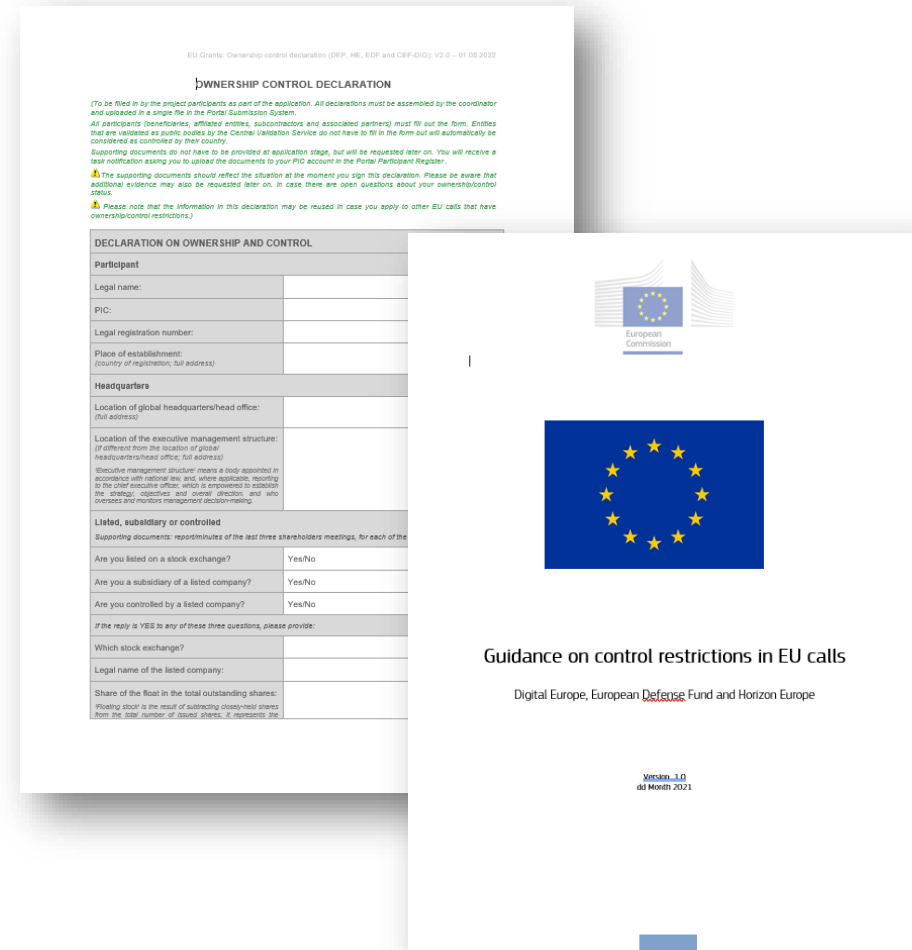 EU Grants: Ownership control declaration (DEP, HE, EDF and CEF-DIG): V2.0 – 01.06.2022
OWNERSHIP CONTROL DECLARATION
(To be filled in by the project participants as part of the application. All declarations must be assembled by the coordinator
and uploaded in a single file in the Portal Submission System.
All participants (beneficiaries, affiliated entities, subcontractors and associated partners) must fill out the form. Entities
that are validated as public bodies by the Central Validation Service do not have to fill in the form but will automatically be
considered as controlled by their country.
Supporting documents do not have to be provided at application stage, but will be requested later on. You will receive a
task notification asking you to upload the documents to your PIC account in the Portal Participant Register .
The supporting documents should reflect the situation at the moment you sign this declaration. Please be aware that
additional evidence may also be requested later on, in case there are open questions about your ownership/control
status.
Please note that the information in this declaration may be reused in case you apply to other EU calls that have
ownership/control restrictions.)
DECLARATION ON OWNERSHIP AND CONTROL
Participant
Legal name:
PIC:
Legal registration number:
Place of establishment:
(country of registration; full address)
Headquarters
Location of global headquarters/head office:
(full address)
Location of the executive management structure:
(if different from the location of global
headquarters/head office; full address)
'Executive management structure' means a body appointed in
accordance with national law, and, where applicable, reporting
to the chief executive officer, which is empowered to establish
the strategy, objectives and overall direction, and who
oversees and monitors management decision-making.
Listed, subsidiary or controlled
Supporting documents: report/minutes of the last three shareholders meetings, for each of the
Are you listed on a stock exchange? Yes/No
Are you a subsidiary of a listed company? Yes/No
Are you controlled by a listed company? Yes/No
If the reply is YES to any of these three questions, please provide:
Which stock exchange?
Legal name of the listed company:
Share of the float in the total outstanding shares:
'Floating stock' is the result of subtracting closely-held shares
from the total number of issued shares. It represents the
European
Commission
Guidance on control restrictions in EU calls
Digital Europe, European Defense Fund and Horizon Europe
Version 1.0
dd Month 2021